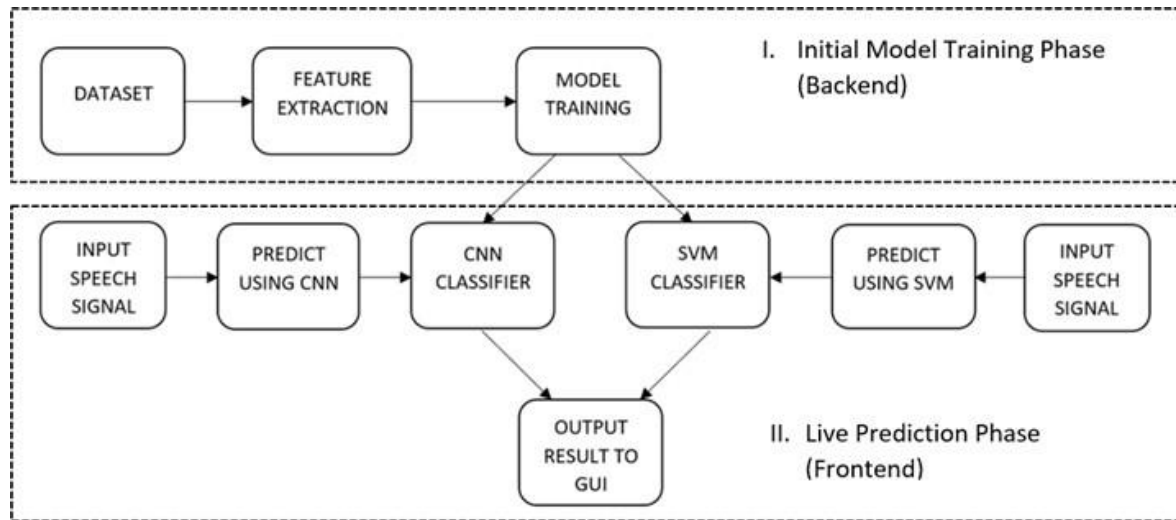 DATASET
FEATURE
EXTRACTION
MODEL
TRAINING
I. Initial Model Training Phase
(Backend)
INPUT
SPEECH
SIGNAL
PREDICT
USING CNN
CNN
CLASSIFIER
SVM
CLASSIFIER
PREDICT
USING SVM
INPUT
SPEECH
SIGNAL
OUTPUT
RESULT TO
GUI
II. Live Prediction Phase
(Frontend)